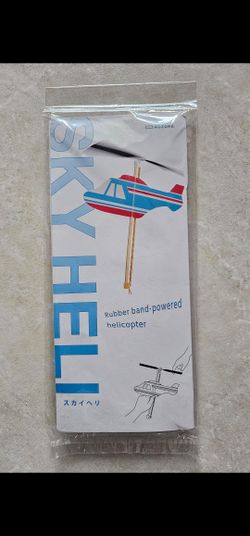 SKY HELI
スカイヘリ
Rubber band-powered
helicopter